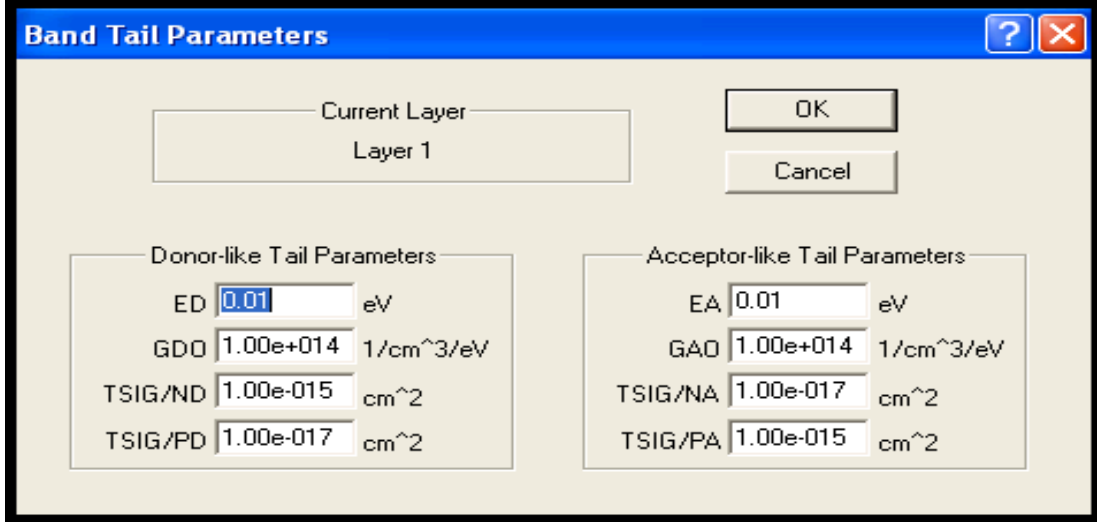 Band Tail Parameters
Current Layer
Layer 1
OK
Cancel
Donor-like Tail Parameters
ED 0.01 eV
GDO 1.00e+014 1/cm^3/eV
TSIG/ND 1.00e-015 cm^2
TSIG/PD 1.00e-017 cm^2
Acceptor-like Tail Parameters
EA 0.01 eV
GAO 1.00e+014 1/cm^3/eV
TSIG/NA 1.00e-017 cm^2
TSIG/PA 1.00e-015 cm^2